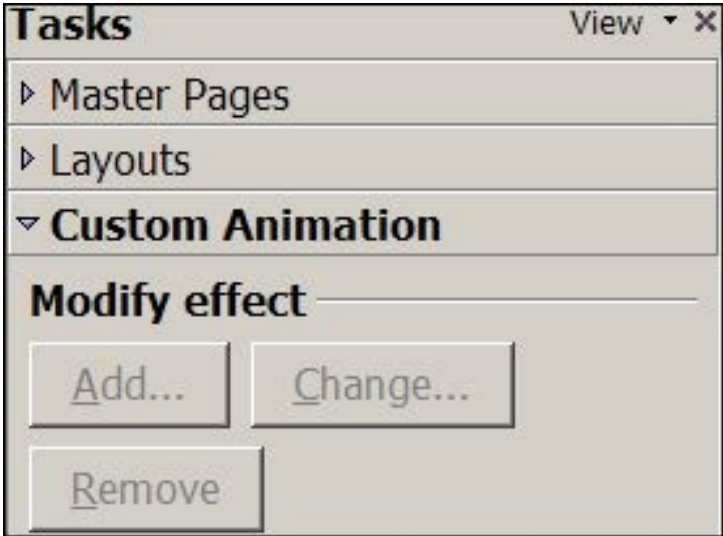 Tasks View
Master Pages
Layouts
Custom Animation
Modify effect
Add... Change...
Remove